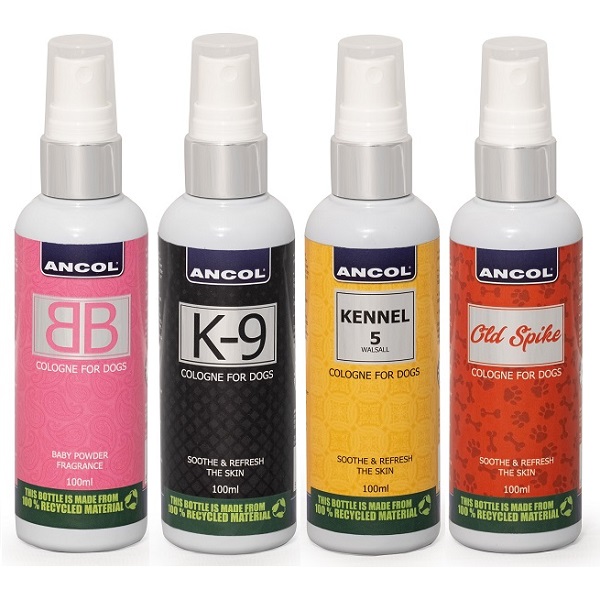 ANCOL®
BB
COLOGNE FOR DOGS
BABY POWDER
FRAGRANCE
100ml
THIS BOTTLE IS MADE FROM
100% RECYCLED MATERIAL
ANCOL®
K-9
COLOGNE FOR DOGS
SOOTHE & REFRESH
THE SKIN
100ml
THIS BOTTLE IS MADE FROM
100% RECYCLED MATERIAL
ANCOL®
KENNEL
5
WALSALL
COLOGNE FOR DOGS
SOOTHE & REFRESH
THE SKIN
100ml
THIS BOTTLE IS MADE FROM
100% RECYCLED MATERIAL
ANCOL®
Old Spike
COLOGNE FOR DOGS
SOOTHE & REFRESH
THE SKIN
100ml
THIS BOTTLE IS MADE FROM
100% RECYCLED MATERIAL